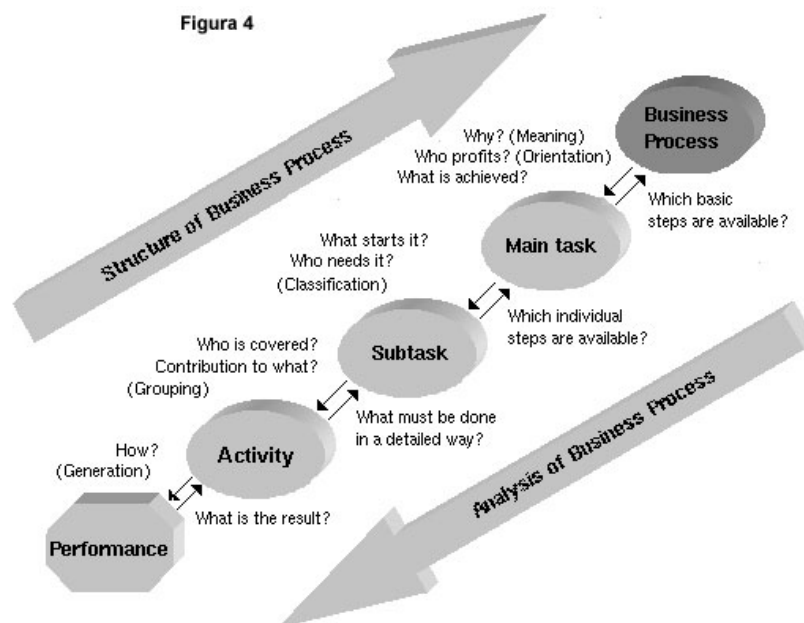 Figura 4
Structure of Business Process
Business
Process
Why? (Meaning)
Who profits? (Orientation)
What is achieved?
Which basic
steps are available?
Main task
What starts it?
Who needs it?
(Classification)
Which individual
steps are available?
Subtask
Who is covered?
Contribution to what?
(Grouping)
What must be done
in a detailed way?
Activity
How?
(Generation)
What is the result?
Performance
Analysis of Business Process